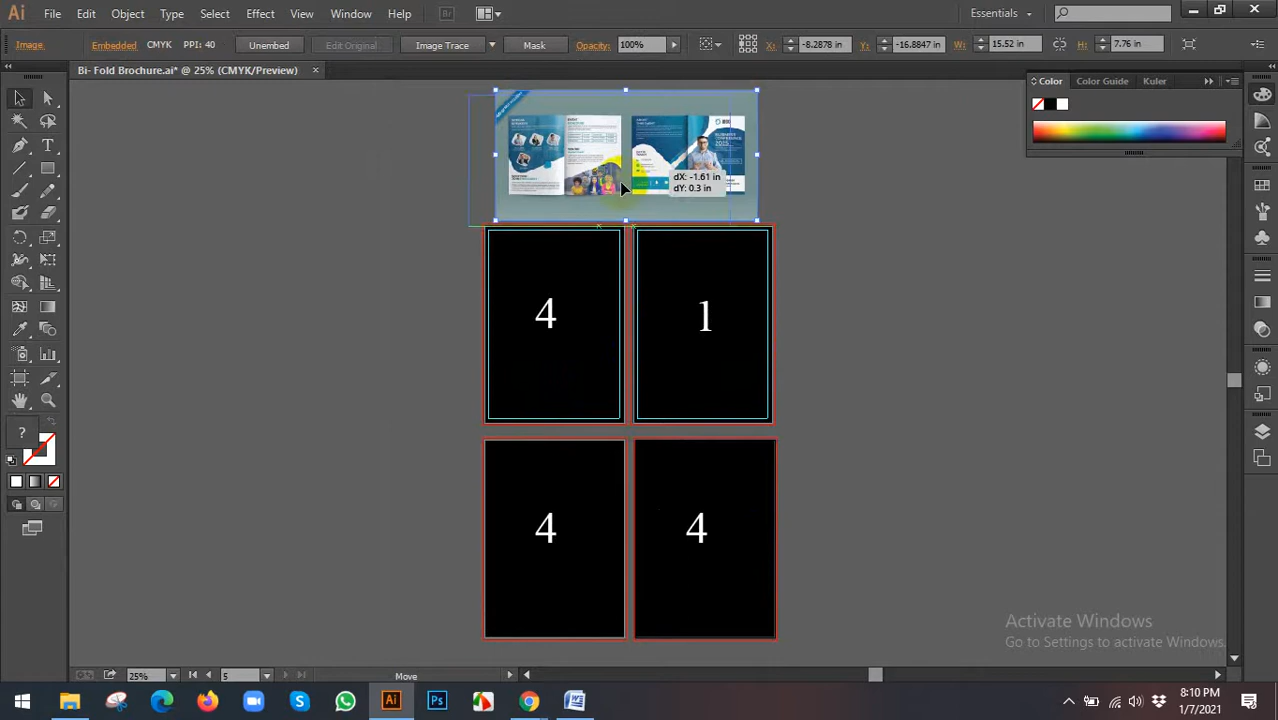 Ai File Edit Object Type Select Effect View Window Help Br Essentials
Image: Embedded CMYK PPI: 40 Unembed Edit Original Image Trace Mask Opacity: 100% X: -8.2878 in Y: -16.8847 in W: 15.52 in H: 7.76 in
Bi- Fold Brochure.ai* @ 25% (CMYK/Preview)
Color Color Guide Kuler
dX: -1.61 in
dY: 0.3 in
4 1
?
4 4
Activate Windows
Go to Settings to activate Windows.
25% 5 Move
Ai Ps
8:10 PM
1/7/2021